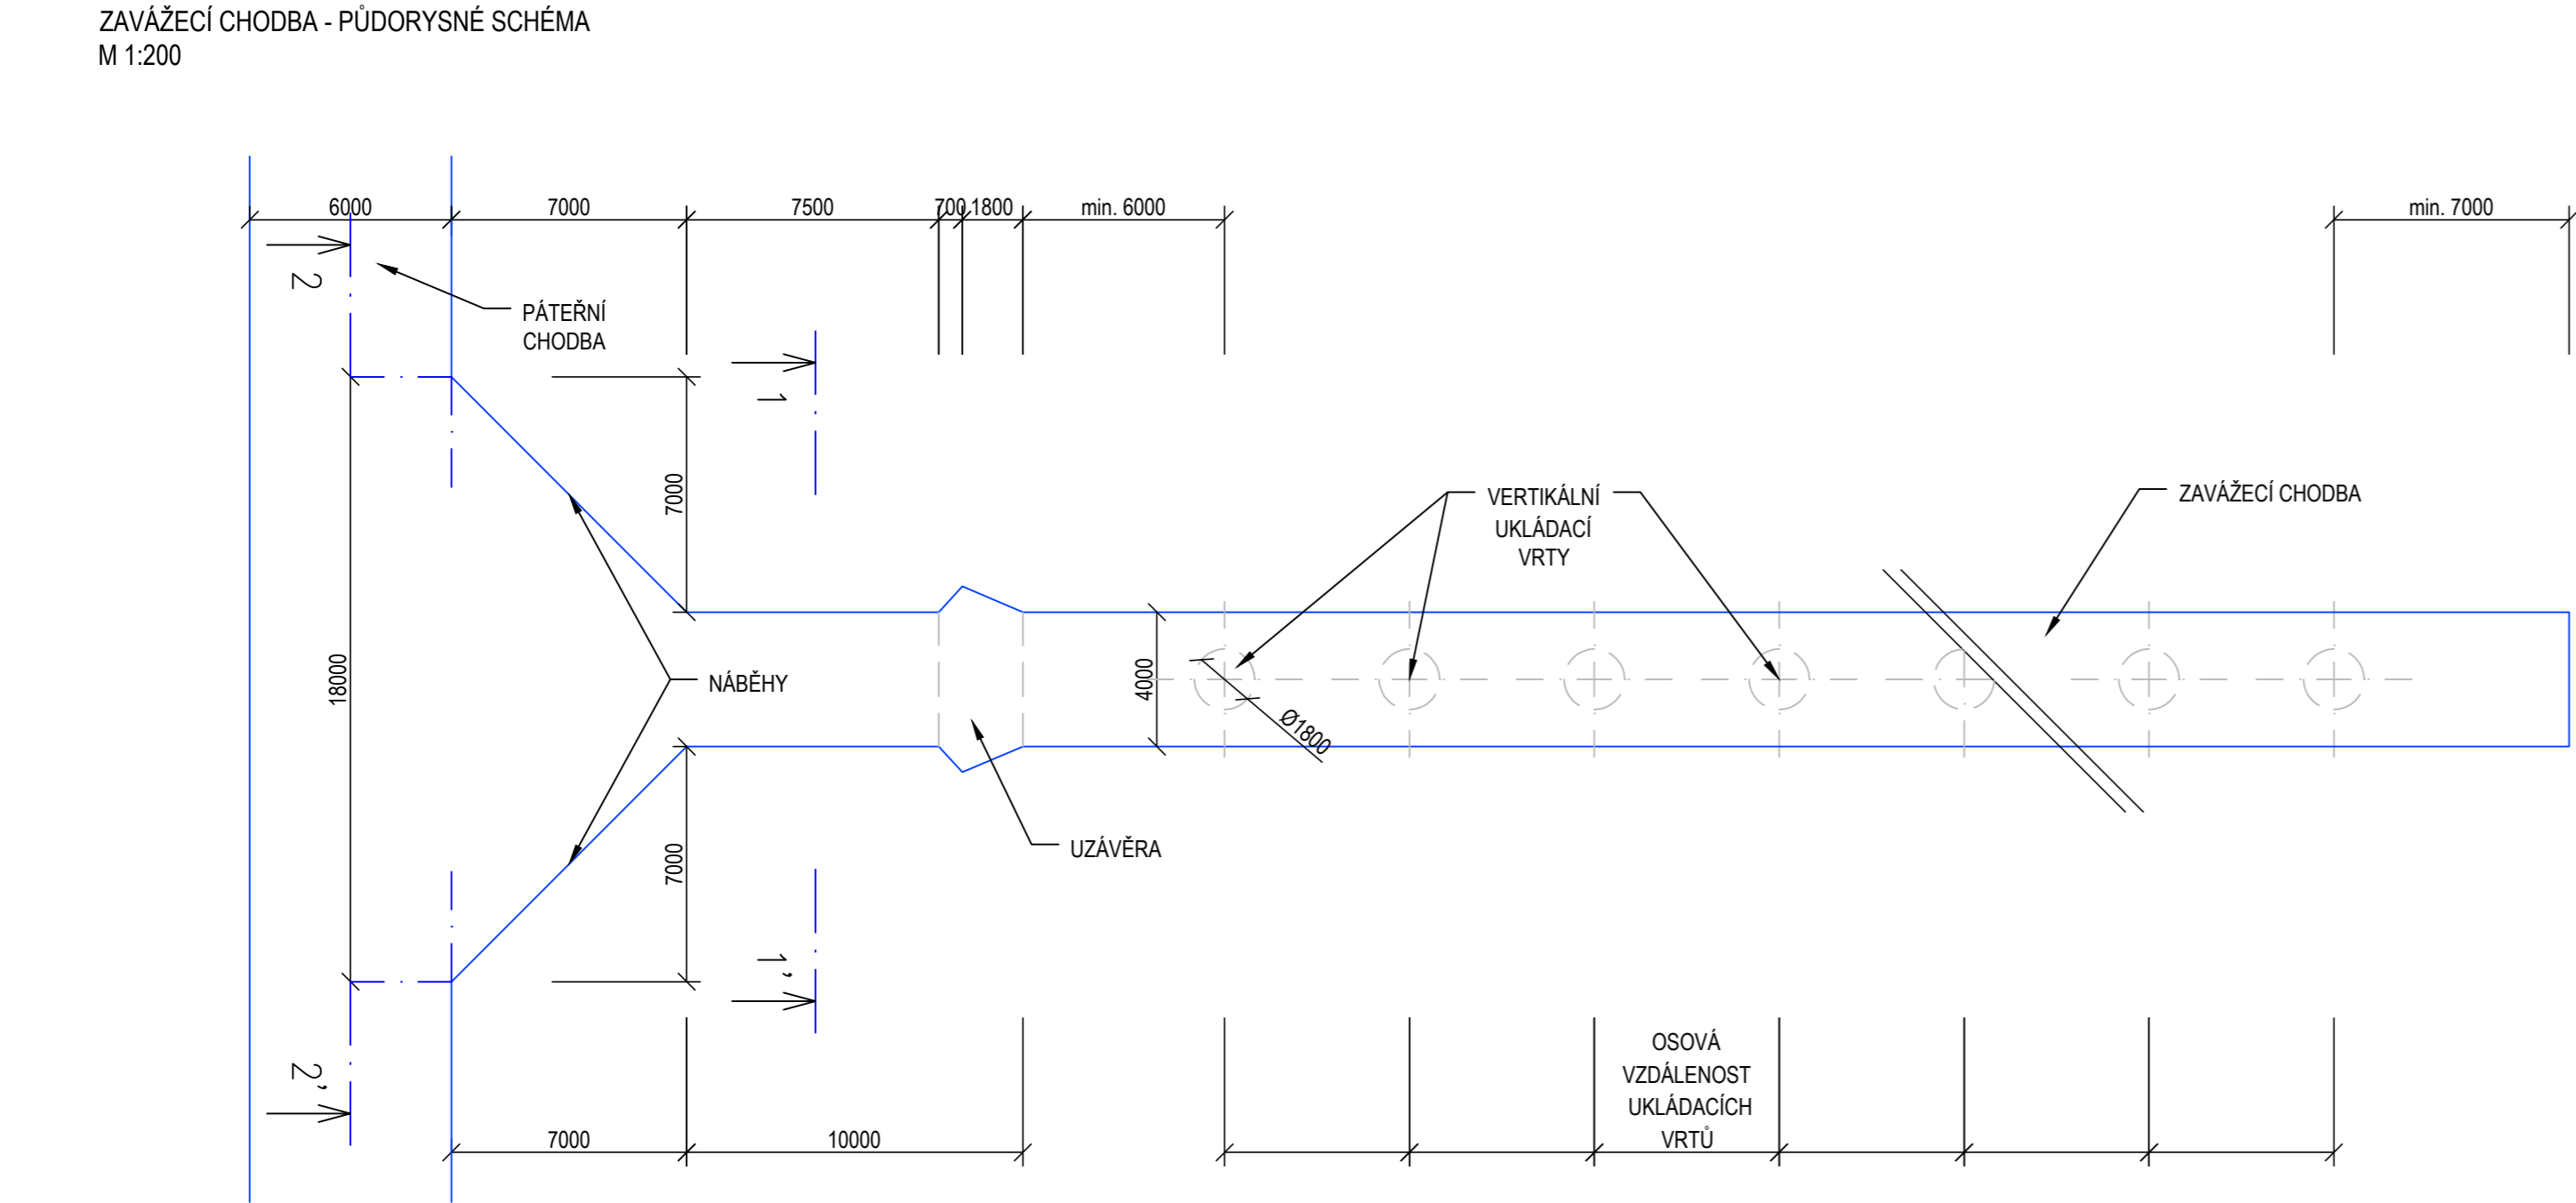 ZAVÁŽECÍ CHODBA - PŮDORYSNÉ SCHÉMA
M 1:200
6000
7000
7500
700
1800
min. 6000
min. 7000
2
PÁTEŘNÍ
CHODBA
1
7000
VERTIKÁLNÍ
UKLÁDACÍ
VRTY
ZAVÁŽECÍ CHODBA
18000
NÁBĚHY
4000
Ø1800
UZÁVĚRA
7000
1'
2'
OSOVÁ
VZDÁLENOST
UKLÁDACÍCH
VRTŮ
7000
10000